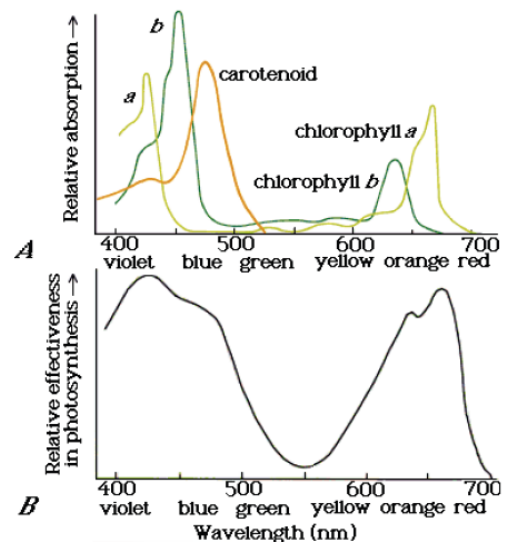 Relative absorption →
b
a
carotenoid
chlorophyll a
chlorophyll b
A
400 500 600 700
violet blue green yellow orange red
Relative effectiveness
in photosynthesis →
400 500 600 700
B
violet blue green yellow orange red
Wavelength (nm)